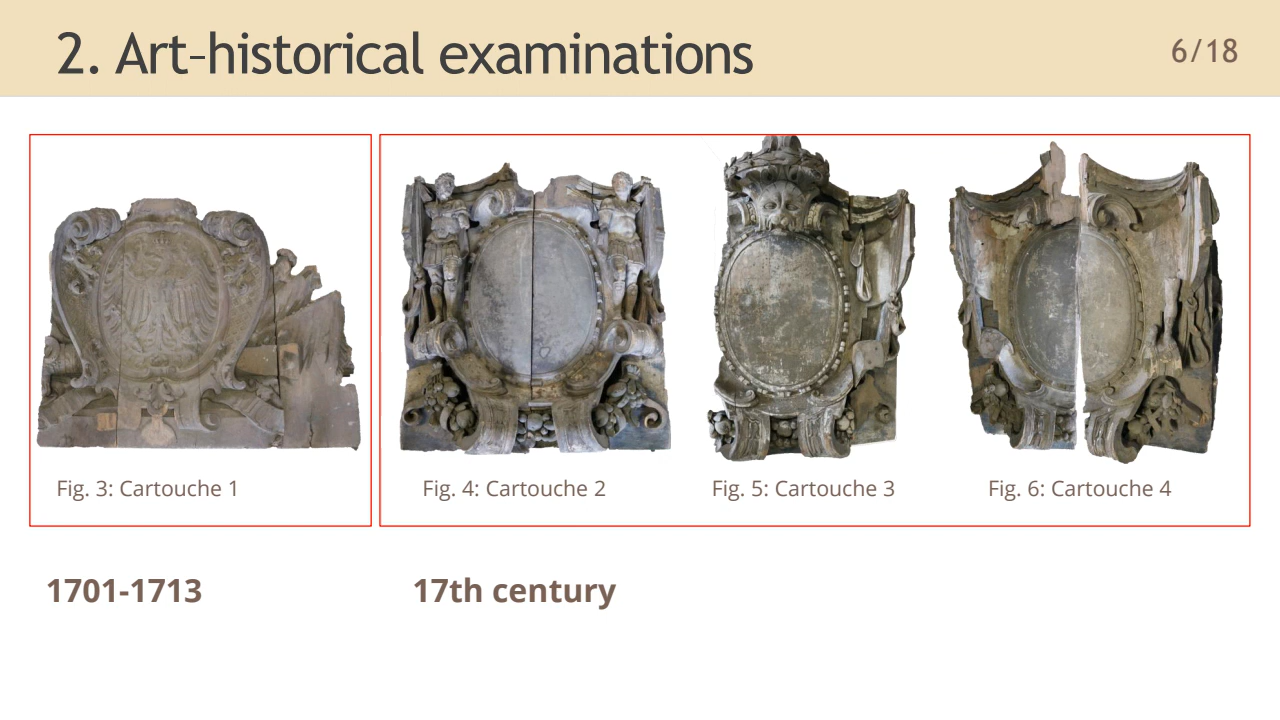 2. Art-historical examinations
6/18
Fig. 3: Cartouche 1
Fig. 4: Cartouche 2
Fig. 5: Cartouche 3
Fig. 6: Cartouche 4
1701-1713
17th century